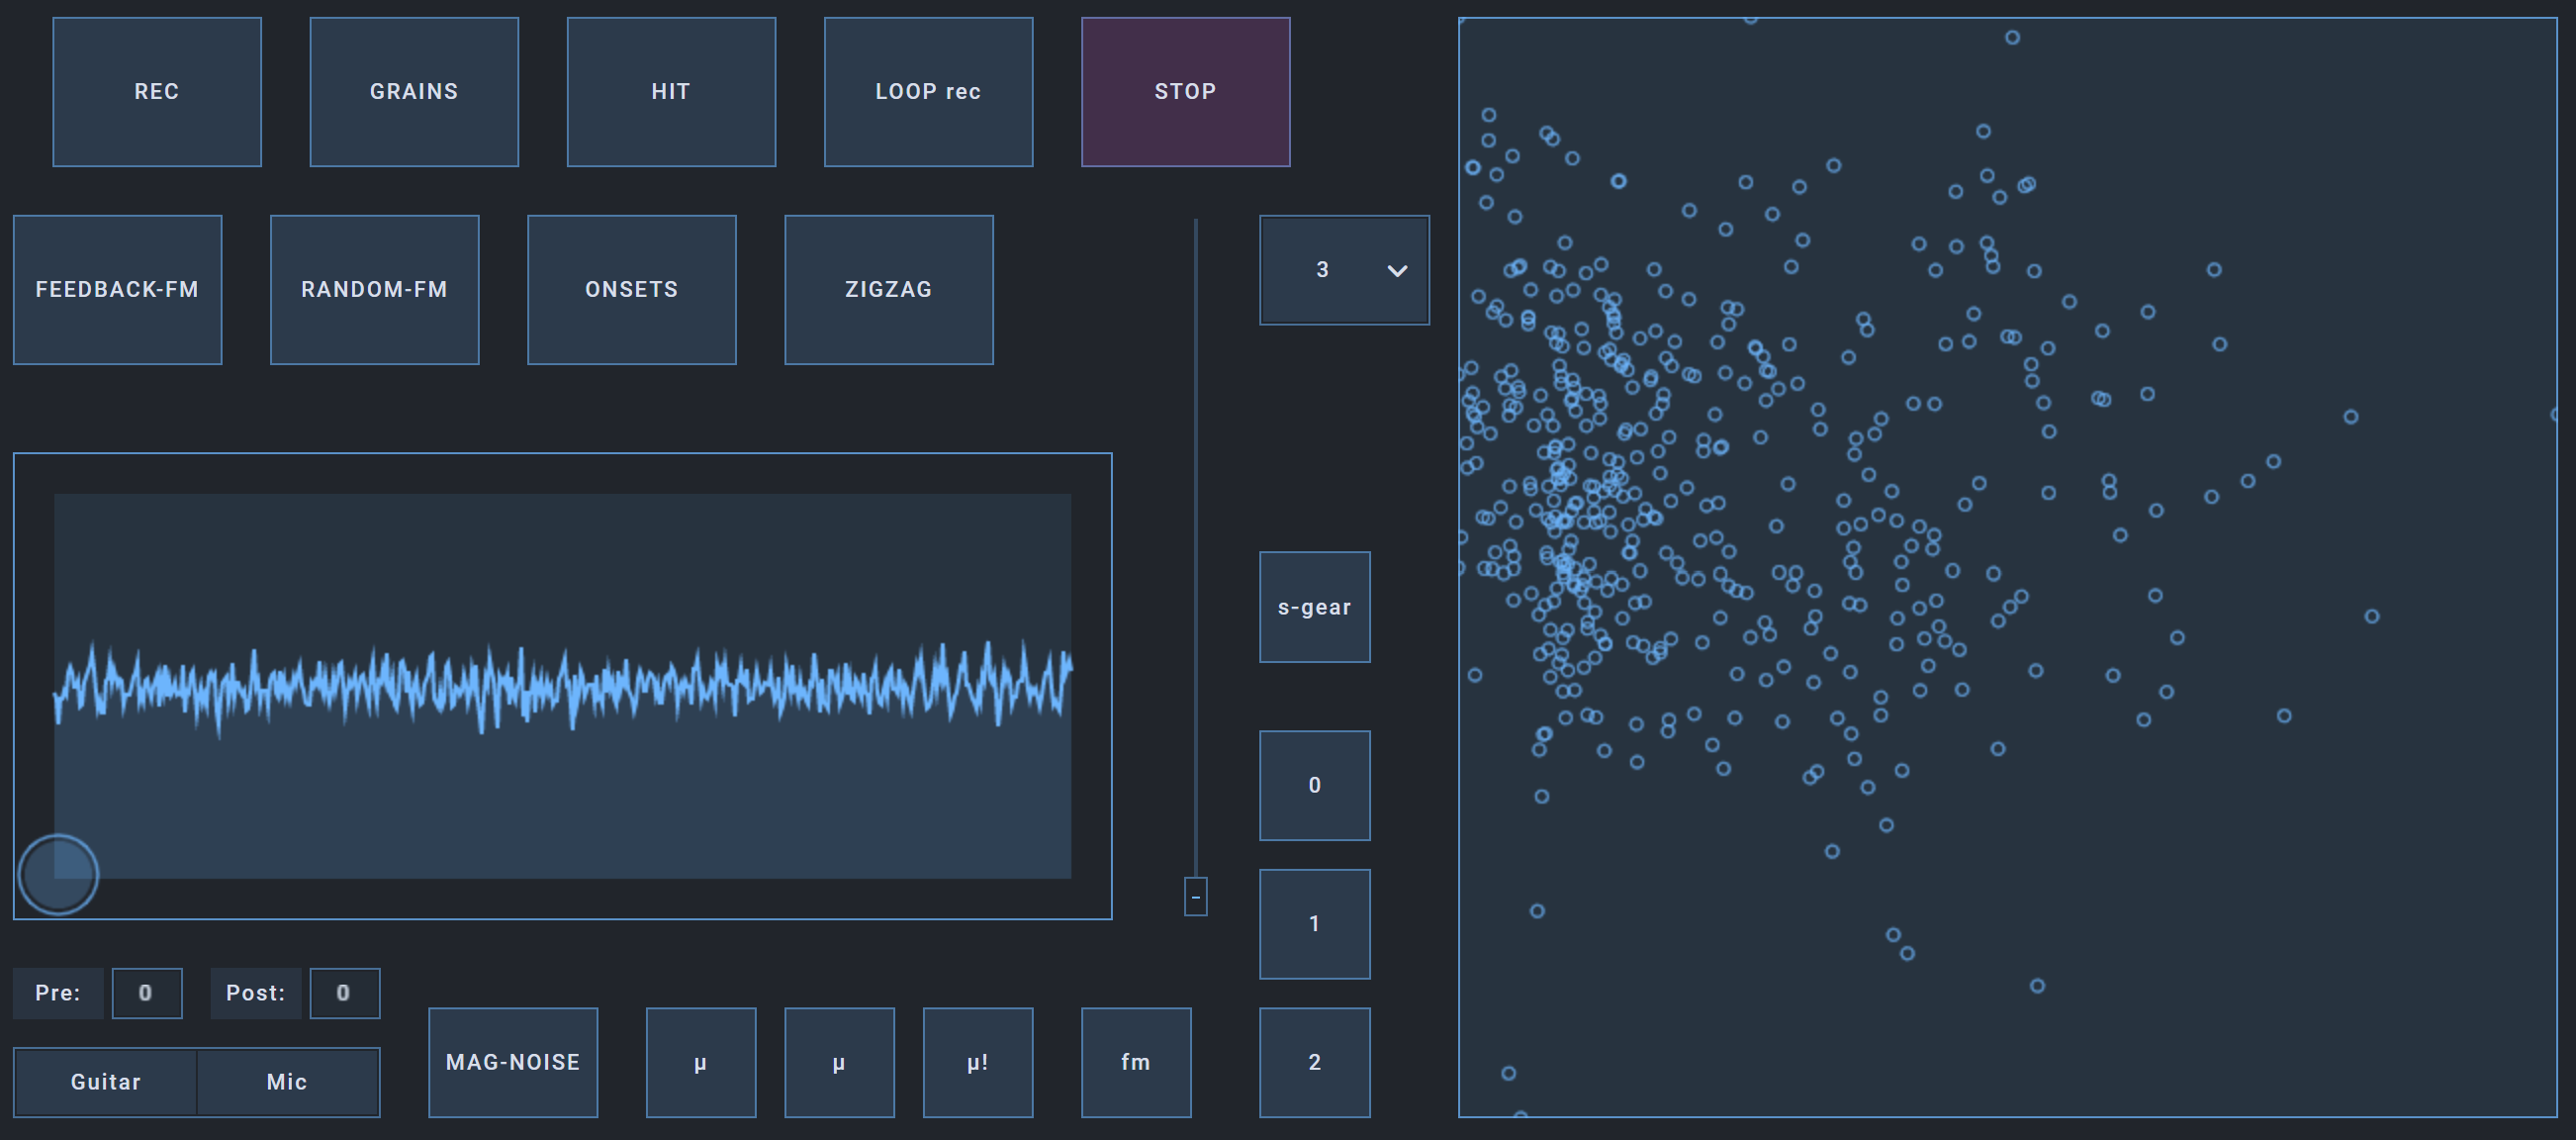 REC GRAINS HIT LOOP rec STOP
FEEDBACK-FM RANDOM-FM ONSETS ZIGZAG 3
s-gear
0
1
Pre: 0 Post: 0
MAG-NOISE µ µ µ! fm 2
Guitar Mic